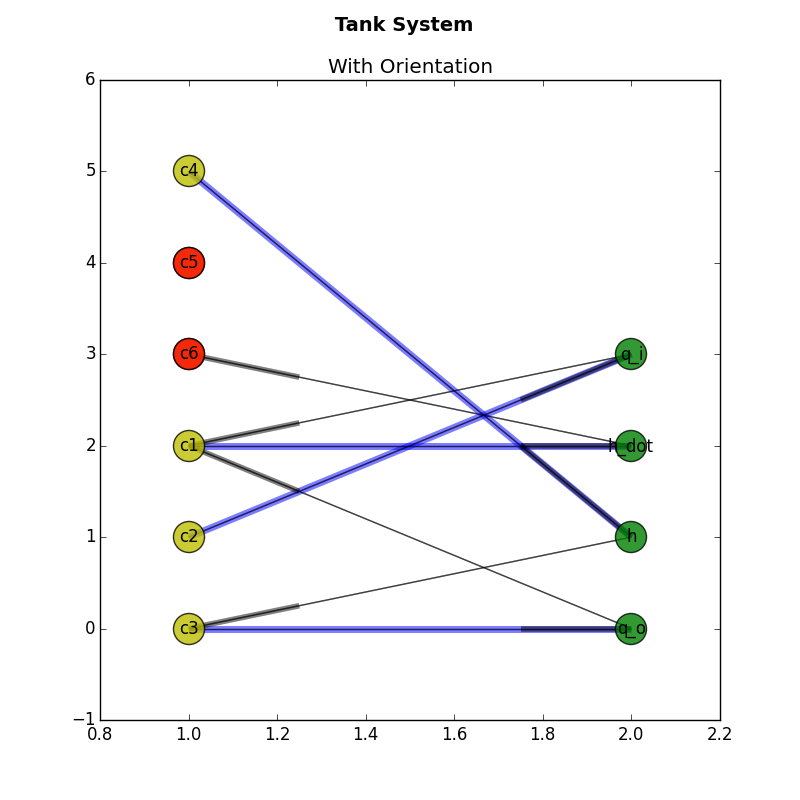 Tank System
With Orientation
6
5
4
3
2
1
0
−1
c4
c5
c6
c1
c2
c3
q_i
h_dot
h
q_o
0.8 1.0 1.2 1.4 1.6 1.8 2.0 2.2